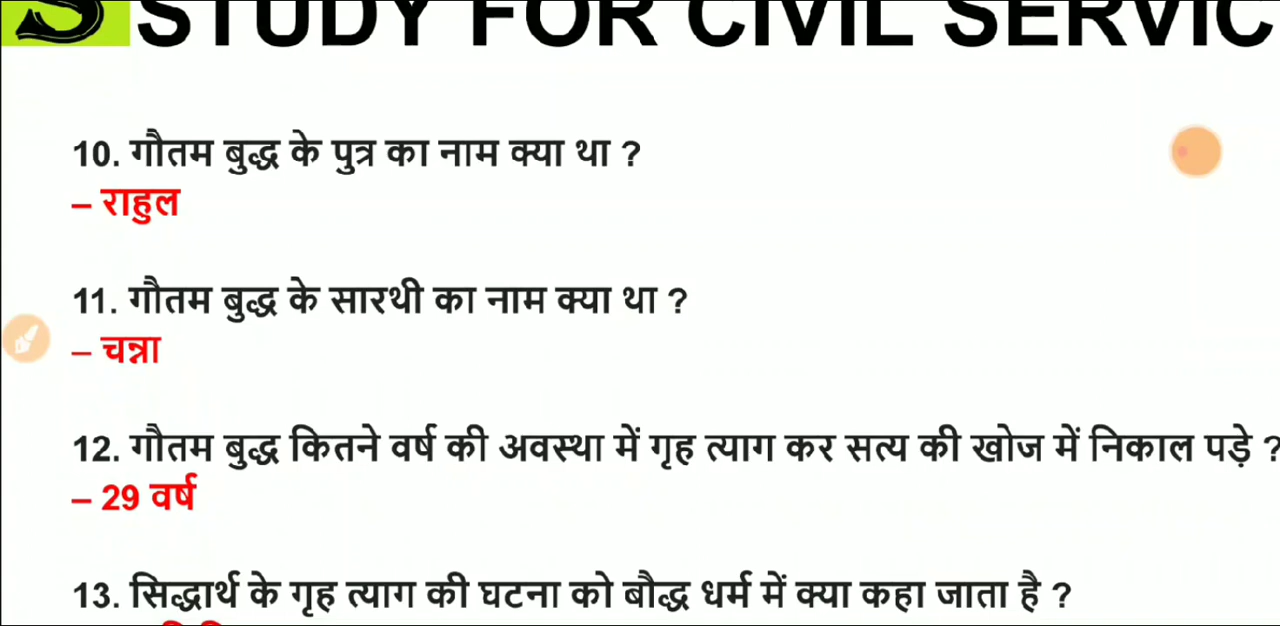 STUDY FOR CIVIL SERVIC
10. गौतम बुद्ध के पुत्र का नाम क्या था ?
– राहुल
11. गौतम बुद्ध के सारथी का नाम क्या था ?
– चन्ना
12. गौतम बुद्ध कितने वर्ष की अवस्था में गृह त्याग कर सत्य की खोज में निकाल पड़े ?
– 29 वर्ष
13. सिद्धार्थ के गृह त्याग की घटना को बौद्ध धर्म में क्या कहा जाता है ?